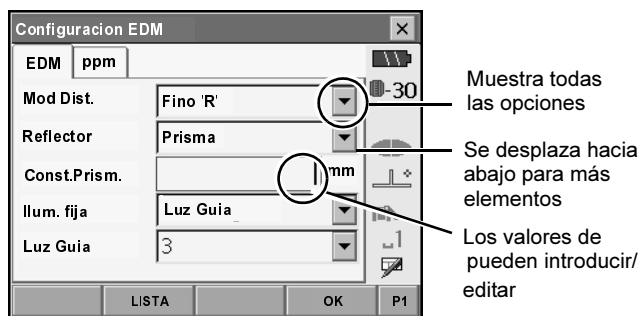 Configuracion EDM
EDM ppm
Mod Dist. Fino 'R'
Reflector Prisma
Const.Prism. mm
Ilum. fija Luz Guia
Luz Guia 3
LISTA OK P1
-30
1
Muestra todas
las opciones
Se desplaza hacia
abajo para más
elementos
Los valores de
pueden introducir/
editar